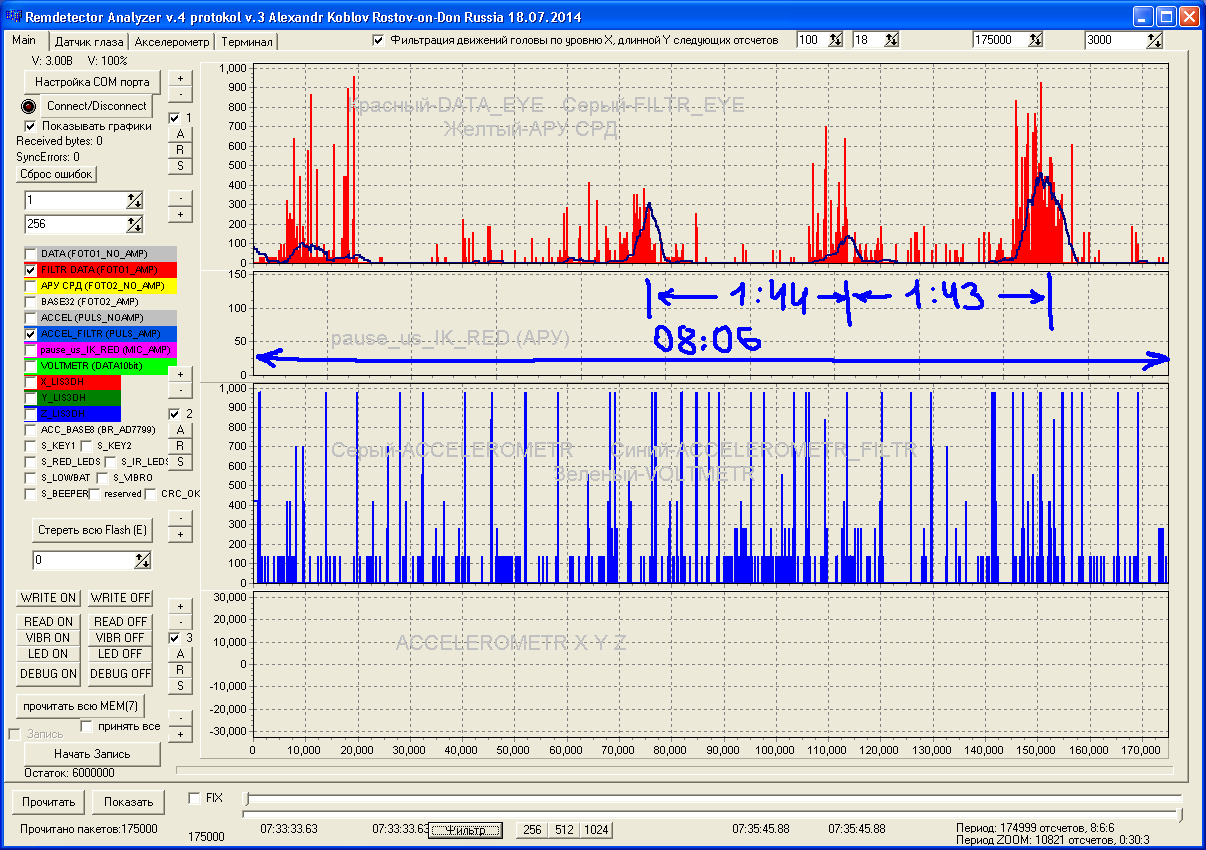 Remdetector Analyzer v.4 protokol v.3 Alexandr Koblov Rostov-on-Don Russia 18.07.2014
Main Датчик глаза Акселерометр Терминал
Фильтрация движений головы по уровню X, длинной Y следующих отсчетов 100 18 175000 3000
V: 3.00В V: 100%
Настройка COM порта
Connect/Disconnect
Показывать графики
Received bytes: 0
SyncErrors: 0
Сброс ошибок
1
256
+
-
1
A
R
S
-
+
DATA (FOTO1_NO_AMP)
FILTR DATA (FOTO1_AMP)
АРУ СРД (FOTO2_NO_AMP)
BASE32 (FOTO2_AMP)
ACCEL (PULS_NOAMP)
ACCEL_FILTR (PULS_AMP)
pause_us_IK_RED (MIC_AMP)
VOLTMETR (DATA10bit)
X_LIS3DH
Y_LIS3DH
Z_LIS3DH
ACC_BASE8 (BR_AD7799)
S_KEY1 S_KEY2
S_RED_LEDS S_IR_LEDS
S_LOWBAT S_VIBRO
S_BEEPER reserved CRC_OK
+
-
2
A
R
S
-
+
Стереть всю Flash (E)
0
WRITE ON WRITE OFF
READ ON READ OFF
VIBR ON VIBR OFF
LED ON LED OFF
DEBUG ON DEBUG OFF
+
-
3
A
R
S
-
+
прочитать всю MEM(7)
принять все
Запись
Начать Запись
Остаток: 6000000
1,000
900
800
700
600
500
400
300
200
100
0
Красный-DATA_EYE Серый-FILTR_EYE
Желтый-АРУ СРД
150
100
50
0
pause_us_IK_RED (АРУ)
1:44 1:43
08:06
1,000
900
800
700
600
500
400
300
200
100
0
Серый-ACCELEROMETR Синий-ACCELEROMETR_FILTR
Зеленый-VOLTMETR
30,000
20,000
10,000
0
-10,000
-20,000
-30,000
ACCELEROMETR X Y Z
0 10,000 20,000 30,000 40,000 50,000 60,000 70,000 80,000 90,000 100,000 110,000 120,000 130,000 140,000 150,000 160,000 170,000
Прочитать Показать FIX
Прочитано пакетов:175000 175000
07:33:33.63 07:33:33.63 Фильтр 256 512 1024 07:35:45.88 07:35:45.88
Период: 174999 отсчетов, 8:6:6
Период ZOOM: 10821 отсчетов, 0:30:3